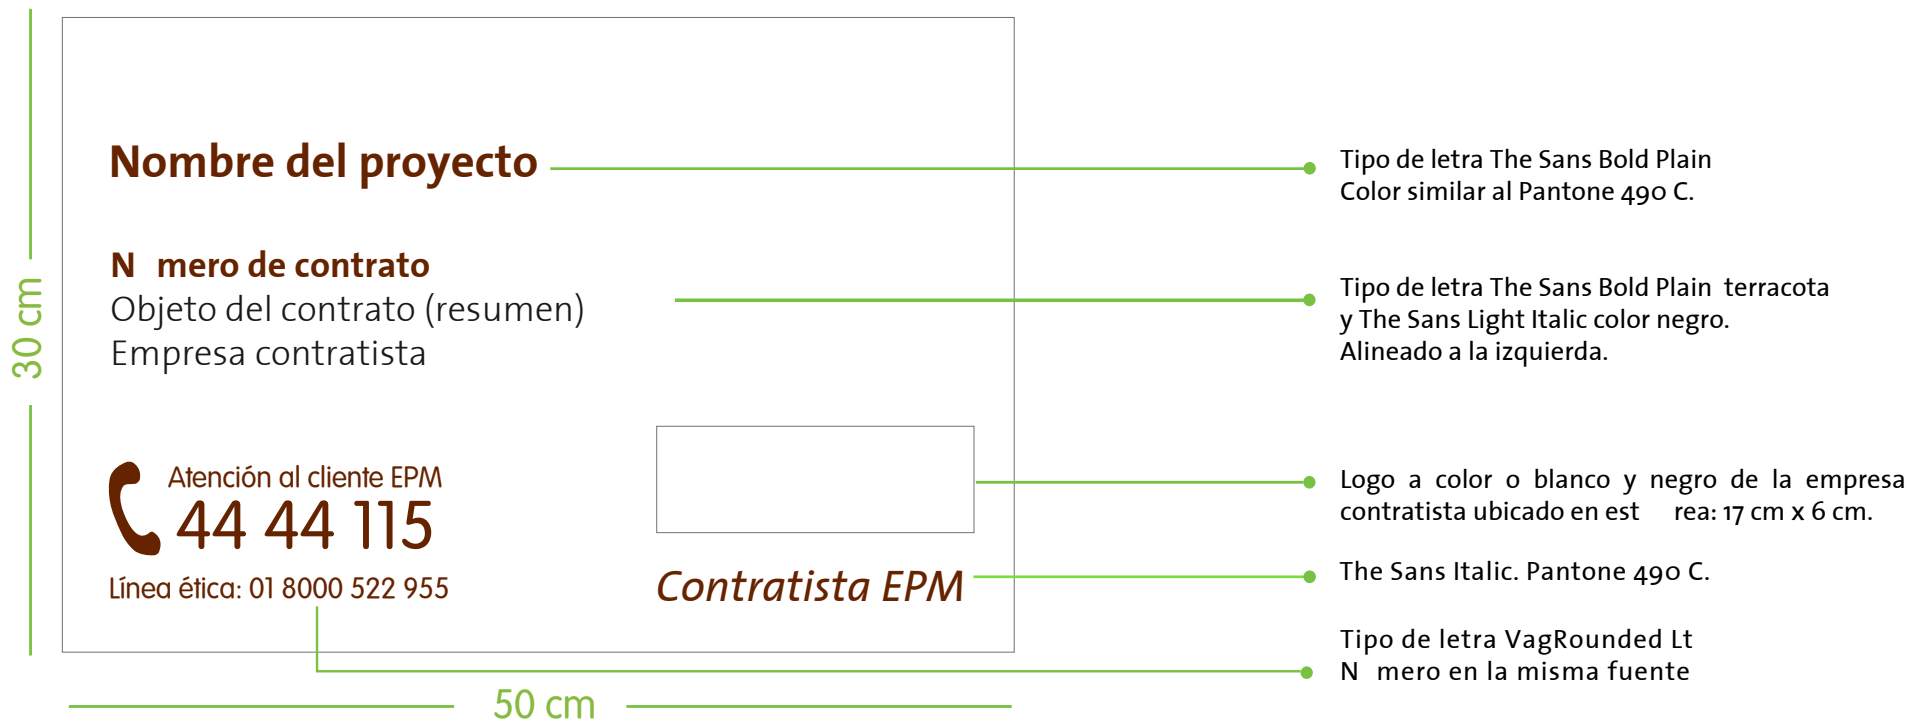 Nombre del proyecto
N mero de contrato
Objeto del contrato (resumen)
Empresa contratista
Atención al cliente EPM
44 44 115
Línea ética: 01 8000 522 955
Contratista EPM
30 cm
50 cm
Tipo de letra The Sans Bold Plain
Color similar al Pantone 490 C.
Tipo de letra The Sans Bold Plain terracota
y The Sans Light Italic color negro.
Alineado a la izquierda.
Logo a color o blanco y negro de la empresa
contratista ubicado en est rea: 17 cm x 6 cm.
The Sans Italic. Pantone 490 C.
Tipo de letra VagRounded Lt
N mero en la misma fuente